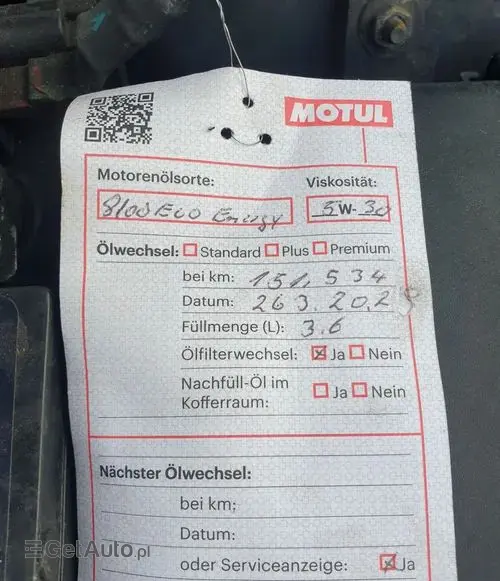 MOTUL
Motorenölsorte: Viskosität:
8100 Eco Energy 5W-30
Ölwechsel: Standard Plus Premium
bei km: 151.534
Datum: 263.202
Füllmenge (L): 3.6
Ölfilterwechsel: Ja Nein
Nachfüll-Öl im
Kofferraum: Ja Nein
Nächster Ölwechsel:
bei km;
Datum:
oder Serviceanzeige: Ja
GetAuto.pl